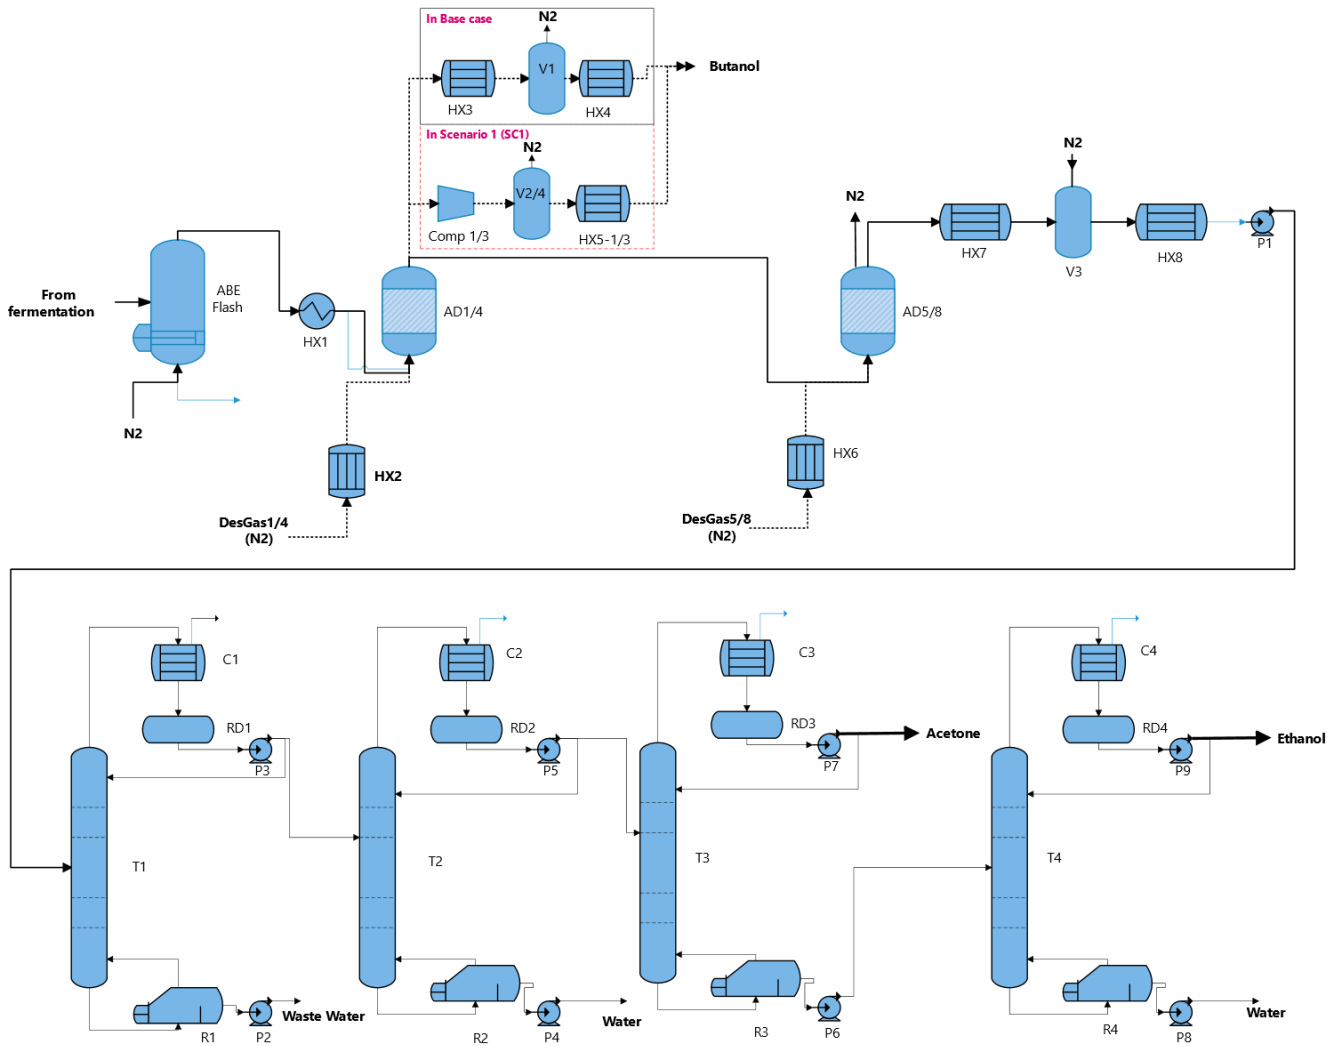 In Base case
N2
V1
HX3
HX4
Butanol
In Scenario 1 (SC1)
N2
V2/4
Comp 1/3
HX5-1/3
N2
N2
HX7
V3
HX8
P1
From
fermentation
ABE
Flash
HX1
AD1/4
AD5/8
N2
HX2
HX6
DesGas1/4
(N2)
DesGas5/8
(N2)
C1
RD1
P3
C2
RD2
P5
C3
RD3
P7
Acetone
C4
RD4
P9
Ethanol
T1
T2
T3
T4
R1
P2
Waste Water
R2
P4
Water
R3
P6
R4
P8
Water